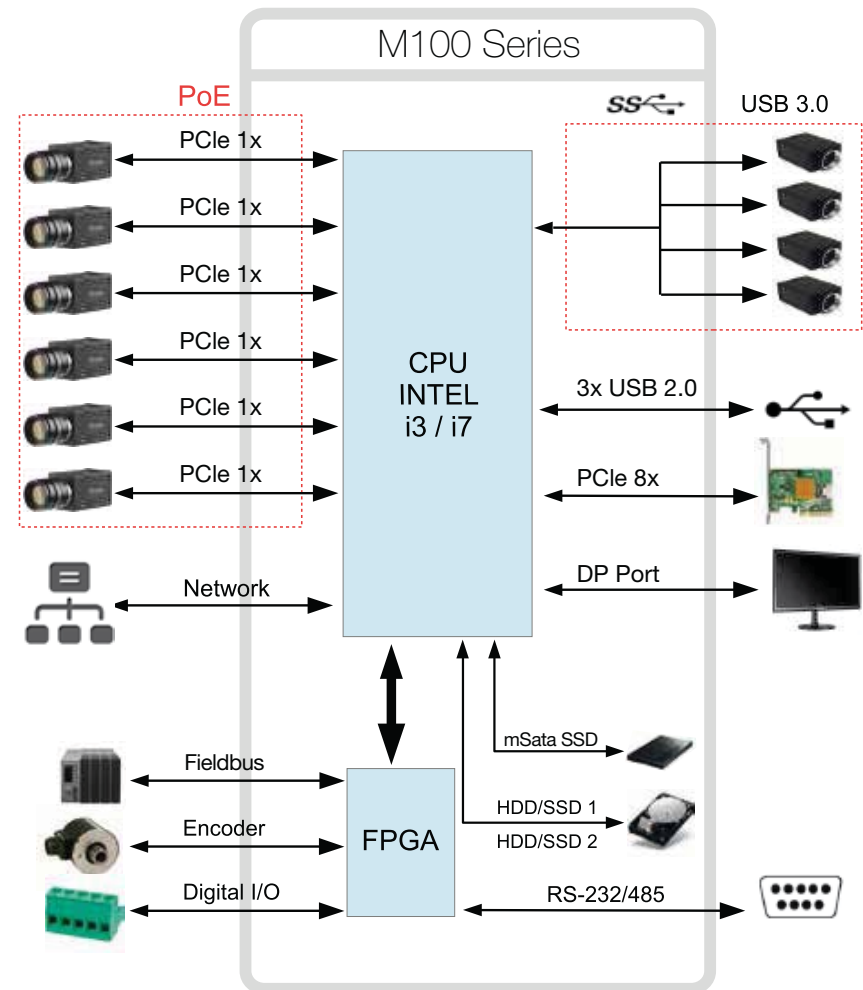 M100 Series
PoE
USB 3.0
SS
PCIe 1x
PCIe 1x
PCIe 1x
PCIe 1x
PCIe 1x
PCIe 1x
CPU
INTEL
i3 / i7
3x USB 2.0
PCIe 8x
DP Port
Network
mSata SSD
HDD/SSD 1
HDD/SSD 2
Fieldbus
Encoder
Digital I/O
FPGA
RS-232/485